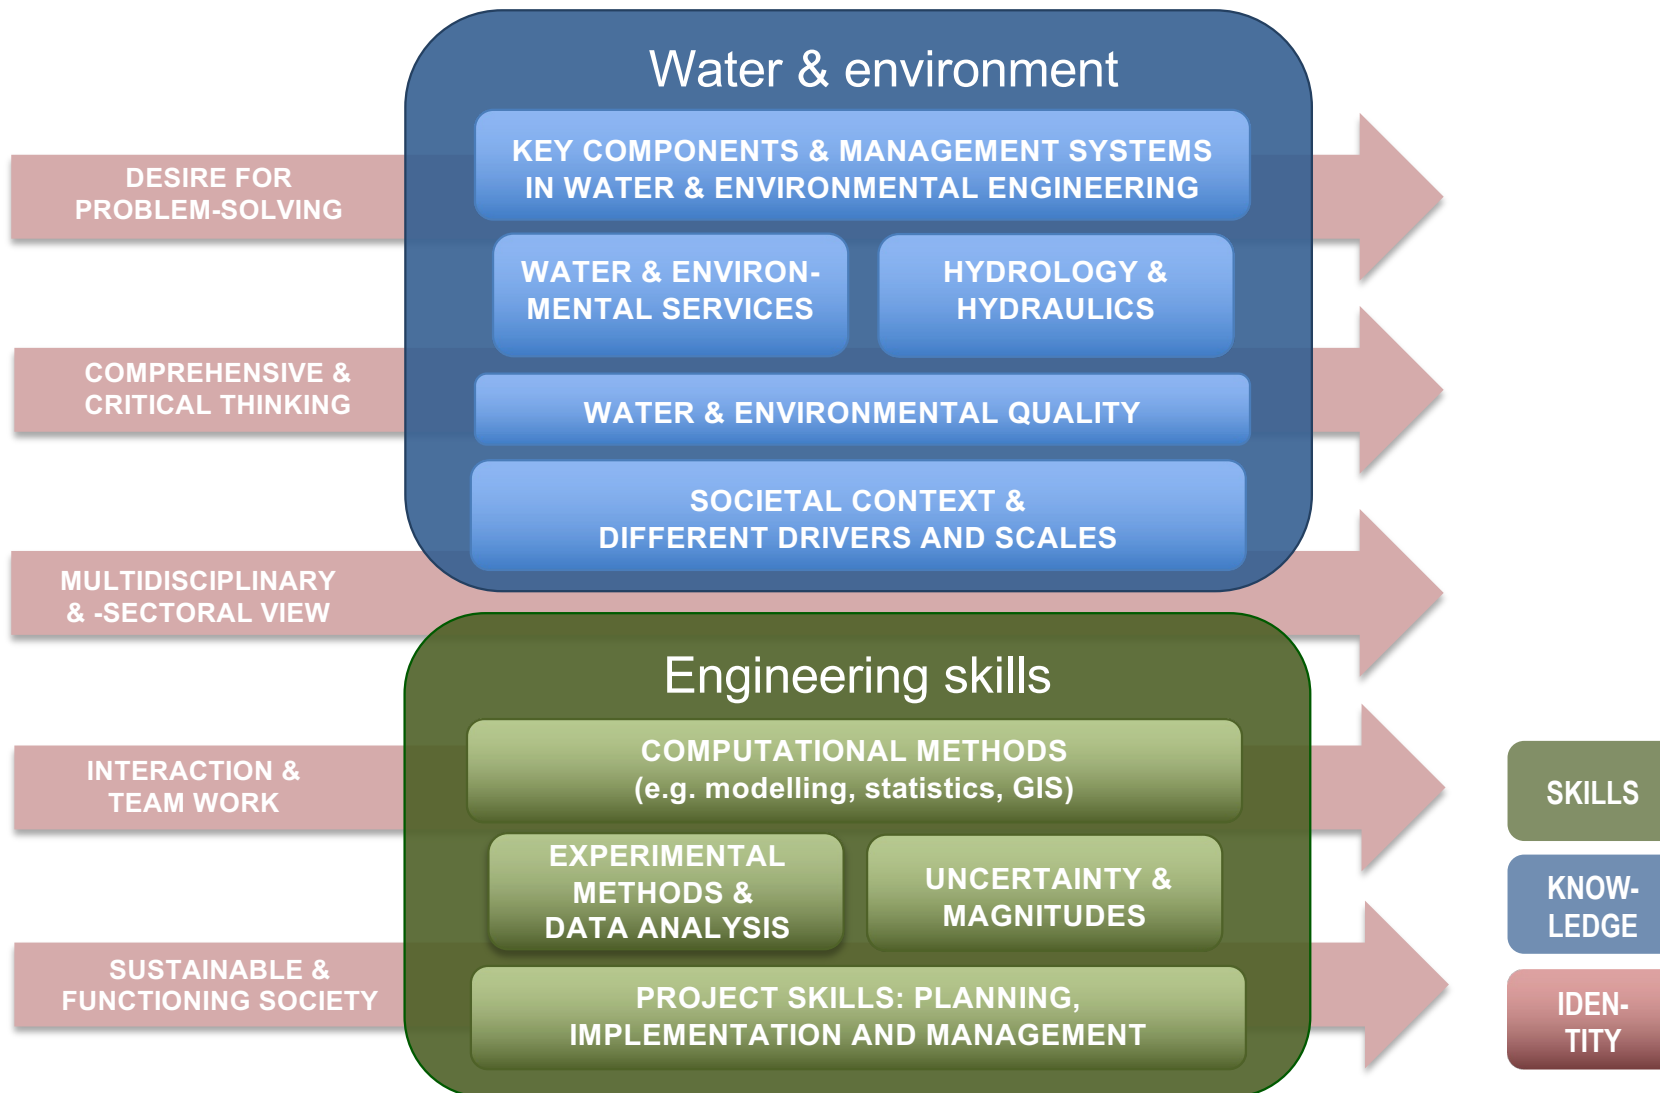 Water & environment
KEY COMPONENTS & MANAGEMENT SYSTEMS
IN WATER & ENVIRONMENTAL ENGINEERING
DESIRE FOR
PROBLEM-SOLVING
WATER & ENVIRON-
MENTAL SERVICES
HYDROLOGY &
HYDRAULICS
COMPREHENSIVE &
CRITICAL THINKING
WATER & ENVIRONMENTAL QUALITY
SOCIETAL CONTEXT &
DIFFERENT DRIVERS AND SCALES
MULTIDISCIPLINARY
& -SECTORAL VIEW
Engineering skills
COMPUTATIONAL METHODS
(e.g. modelling, statistics, GIS)
INTERACTION &
TEAM WORK
EXPERIMENTAL
METHODS &
DATA ANALYSIS
UNCERTAINTY &
MAGNITUDES
SUSTAINABLE &
FUNCTIONING SOCIETY
PROJECT SKILLS: PLANNING,
IMPLEMENTATION AND MANAGEMENT
SKILLS
KNOW-
LEDGE
IDEN-
TITY